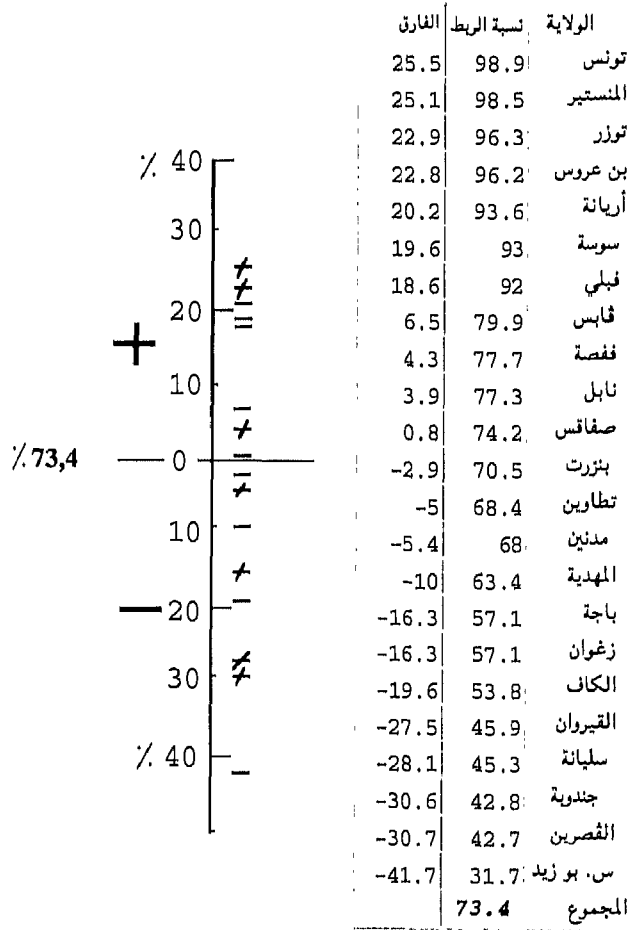 الولاية نسبة الربط الفارق
تونس 98.9 25.5
المنستير 98.5 25.1
توزر 96.3 22.9
بن عروس 96.2 22.8
أريانة 93.6 20.2
سوسة 93 19.6
ڤبلي 92 18.6
ڤابس 79.9 6.5
ڤفصة 77.7 4.3
نابل 77.3 3.9
صفاقس 74.2 0.8
بنزرت 70.5 -2.9
تطاوين 68.4 -5
مدنين 68 -5.4
المهدية 63.4 -10
باجة 57.1 -16.3
زغوان 57.1 -16.3
الكاف 53.8 -19.6
القيروان 45.9 -27.5
سليانة 45.3 -28.1
جندوبة 42.8 -30.6
الڤصرين 42.7 -30.7
س. بو زيد 31.7 -41.7
المجموع 73.4
٪ 40
30
20
+
10
٪ 73,4 0
10
— 20
30
٪ 40